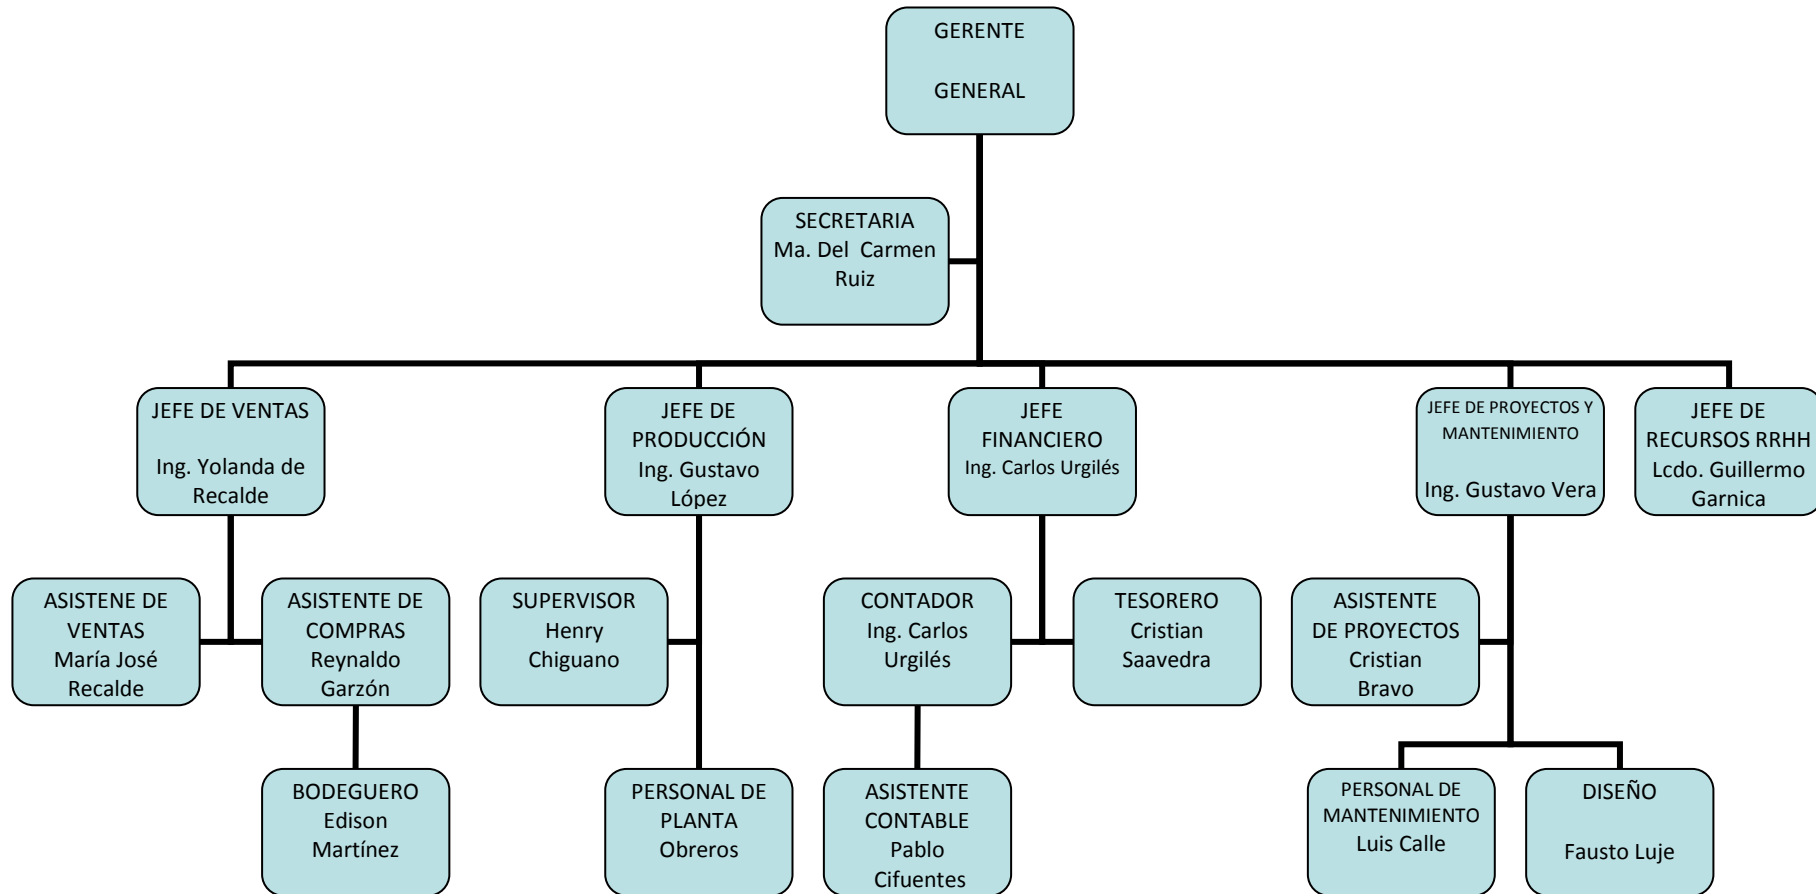 GERENTE
GENERAL
SECRETARIA
Ma. Del  Carmen
Ruiz
JEFE DE VENTAS
Ing. Yolanda de
Recalde
JEFE DE
PRODUCCIÓN
Ing. Gustavo
López
JEFE
FINANCIERO
Ing. Carlos Urgilés
JEFE DE PROYECTOS Y
MANTENIMIENTO
Ing. Gustavo Vera
JEFE DE
RECURSOS RRHH
Lcdo. Guillermo
Garnica
ASISTENE DE
VENTAS
María José
Recalde
ASISTENTE DE
COMPRAS
Reynaldo
Garzón
SUPERVISOR
Henry
Chiguano
CONTADOR
Ing. Carlos
Urgilés
TESORERO
Cristian
Saavedra
ASISTENTE
DE PROYECTOS
Cristian
Bravo
BODEGUERO
Edison
Martínez
PERSONAL DE
PLANTA
Obreros
ASISTENTE
CONTABLE
Pablo
Cifuentes
PERSONAL DE
MANTENIMIENTO
Luis Calle
DISEÑO
Fausto Luje